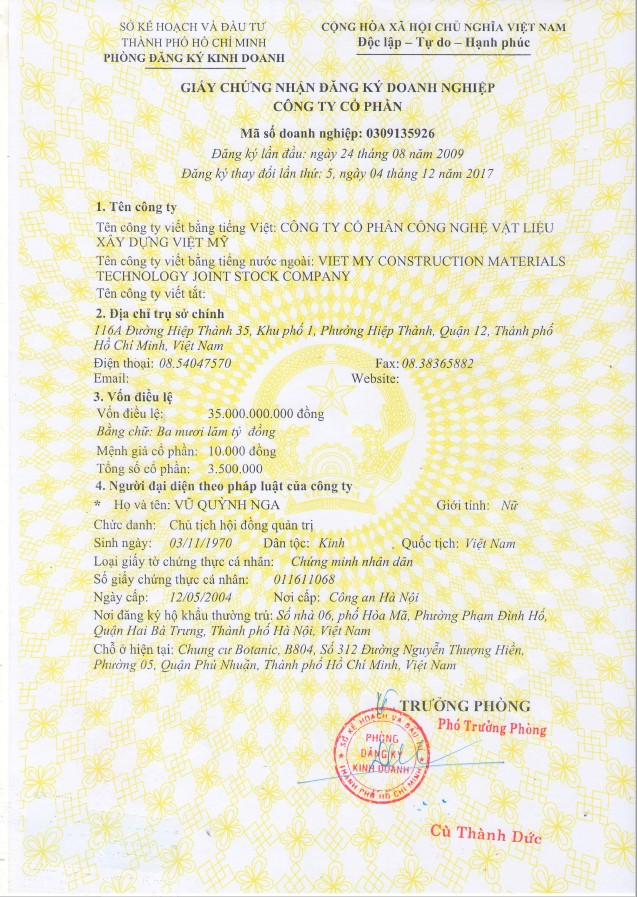 SỞ KẾ HOẠCH VÀ ĐẦU TƯ
THÀNH PHỐ HỒ CHÍ MINH
PHÒNG ĐĂNG KÝ KINH DOANH
CỘNG HÒA XÃ HỘI CHỦ NGHĨA VIỆT NAM
Độc lập – Tự do – Hạnh phúc
GIẤY CHỨNG NHẬN ĐĂNG KÝ DOANH NGHIỆP
CÔNG TY CỔ PHẦN
Mã số doanh nghiệp: 0309135926
Đăng ký lần đầu: ngày 24 tháng 08 năm 2009
Đăng ký thay đổi lần thứ: 5, ngày 04 tháng 12 năm 2017
1. Tên công ty
Tên công ty viết bằng tiếng Việt: CÔNG TY CỔ PHẦN CÔNG NGHỆ VẬT LIỆU
XÂY DỰNG VIỆT MỸ
Tên công ty viết bằng tiếng nước ngoài: VIET MY CONSTRUCTION MATERIALS
TECHNOLOGY JOINT STOCK COMPANY
Tên công ty viết tắt:
2. Địa chỉ trụ sở chính
116A Đường Hiệp Thành 35, Khu phố 1, Phường Hiệp Thành, Quận 12, Thành phố
Hồ Chí Minh, Việt Nam
Điện thoại: 08.54047570 Fax: 08.38365882
Email: Website:
3. Vốn điều lệ
Vốn điều lệ: 35.000.000.000 đồng
Bằng chữ: Ba mươi lăm tỷ đồng
Mệnh giá cổ phần: 10.000 đồng
Tổng số cổ phần: 3.500.000
4. Người đại diện theo pháp luật của công ty
* Họ và tên: VŨ QUỲNH NGA Giới tính: Nữ
Chức danh: Chủ tịch hội đồng quản trị
Sinh ngày: 03/11/1970 Dân tộc: Kinh Quốc tịch: Việt Nam
Loại giấy tờ chứng thực cá nhân: Chứng minh nhân dân
Số giấy chứng thực cá nhân: 011611068
Ngày cấp: 12/05/2004 Nơi cấp: Công an Hà Nội
Nơi đăng ký hộ khẩu thường trú: Số nhà 06, phố Hòa Mã, Phường Phạm Đình Hổ,
Quận Hai Bà Trưng, Thành phố Hà Nội, Việt Nam
Chỗ ở hiện tại: Chung cư Botanic, B804, Số 312 Đường Nguyễn Thượng Hiền,
Phường 05, Quận Phú Nhuận, Thành phố Hồ Chí Minh, Việt Nam
TRƯỞNG PHÒNG
Phó Trưởng Phòng
SỞ KẾ HOẠCH VÀ ĐẦU TƯ
PHÒNG
ĐĂNG KÝ
KINH DOANH
THÀNH PHỐ HỒ CHÍ MINH
Cù Thành Đức